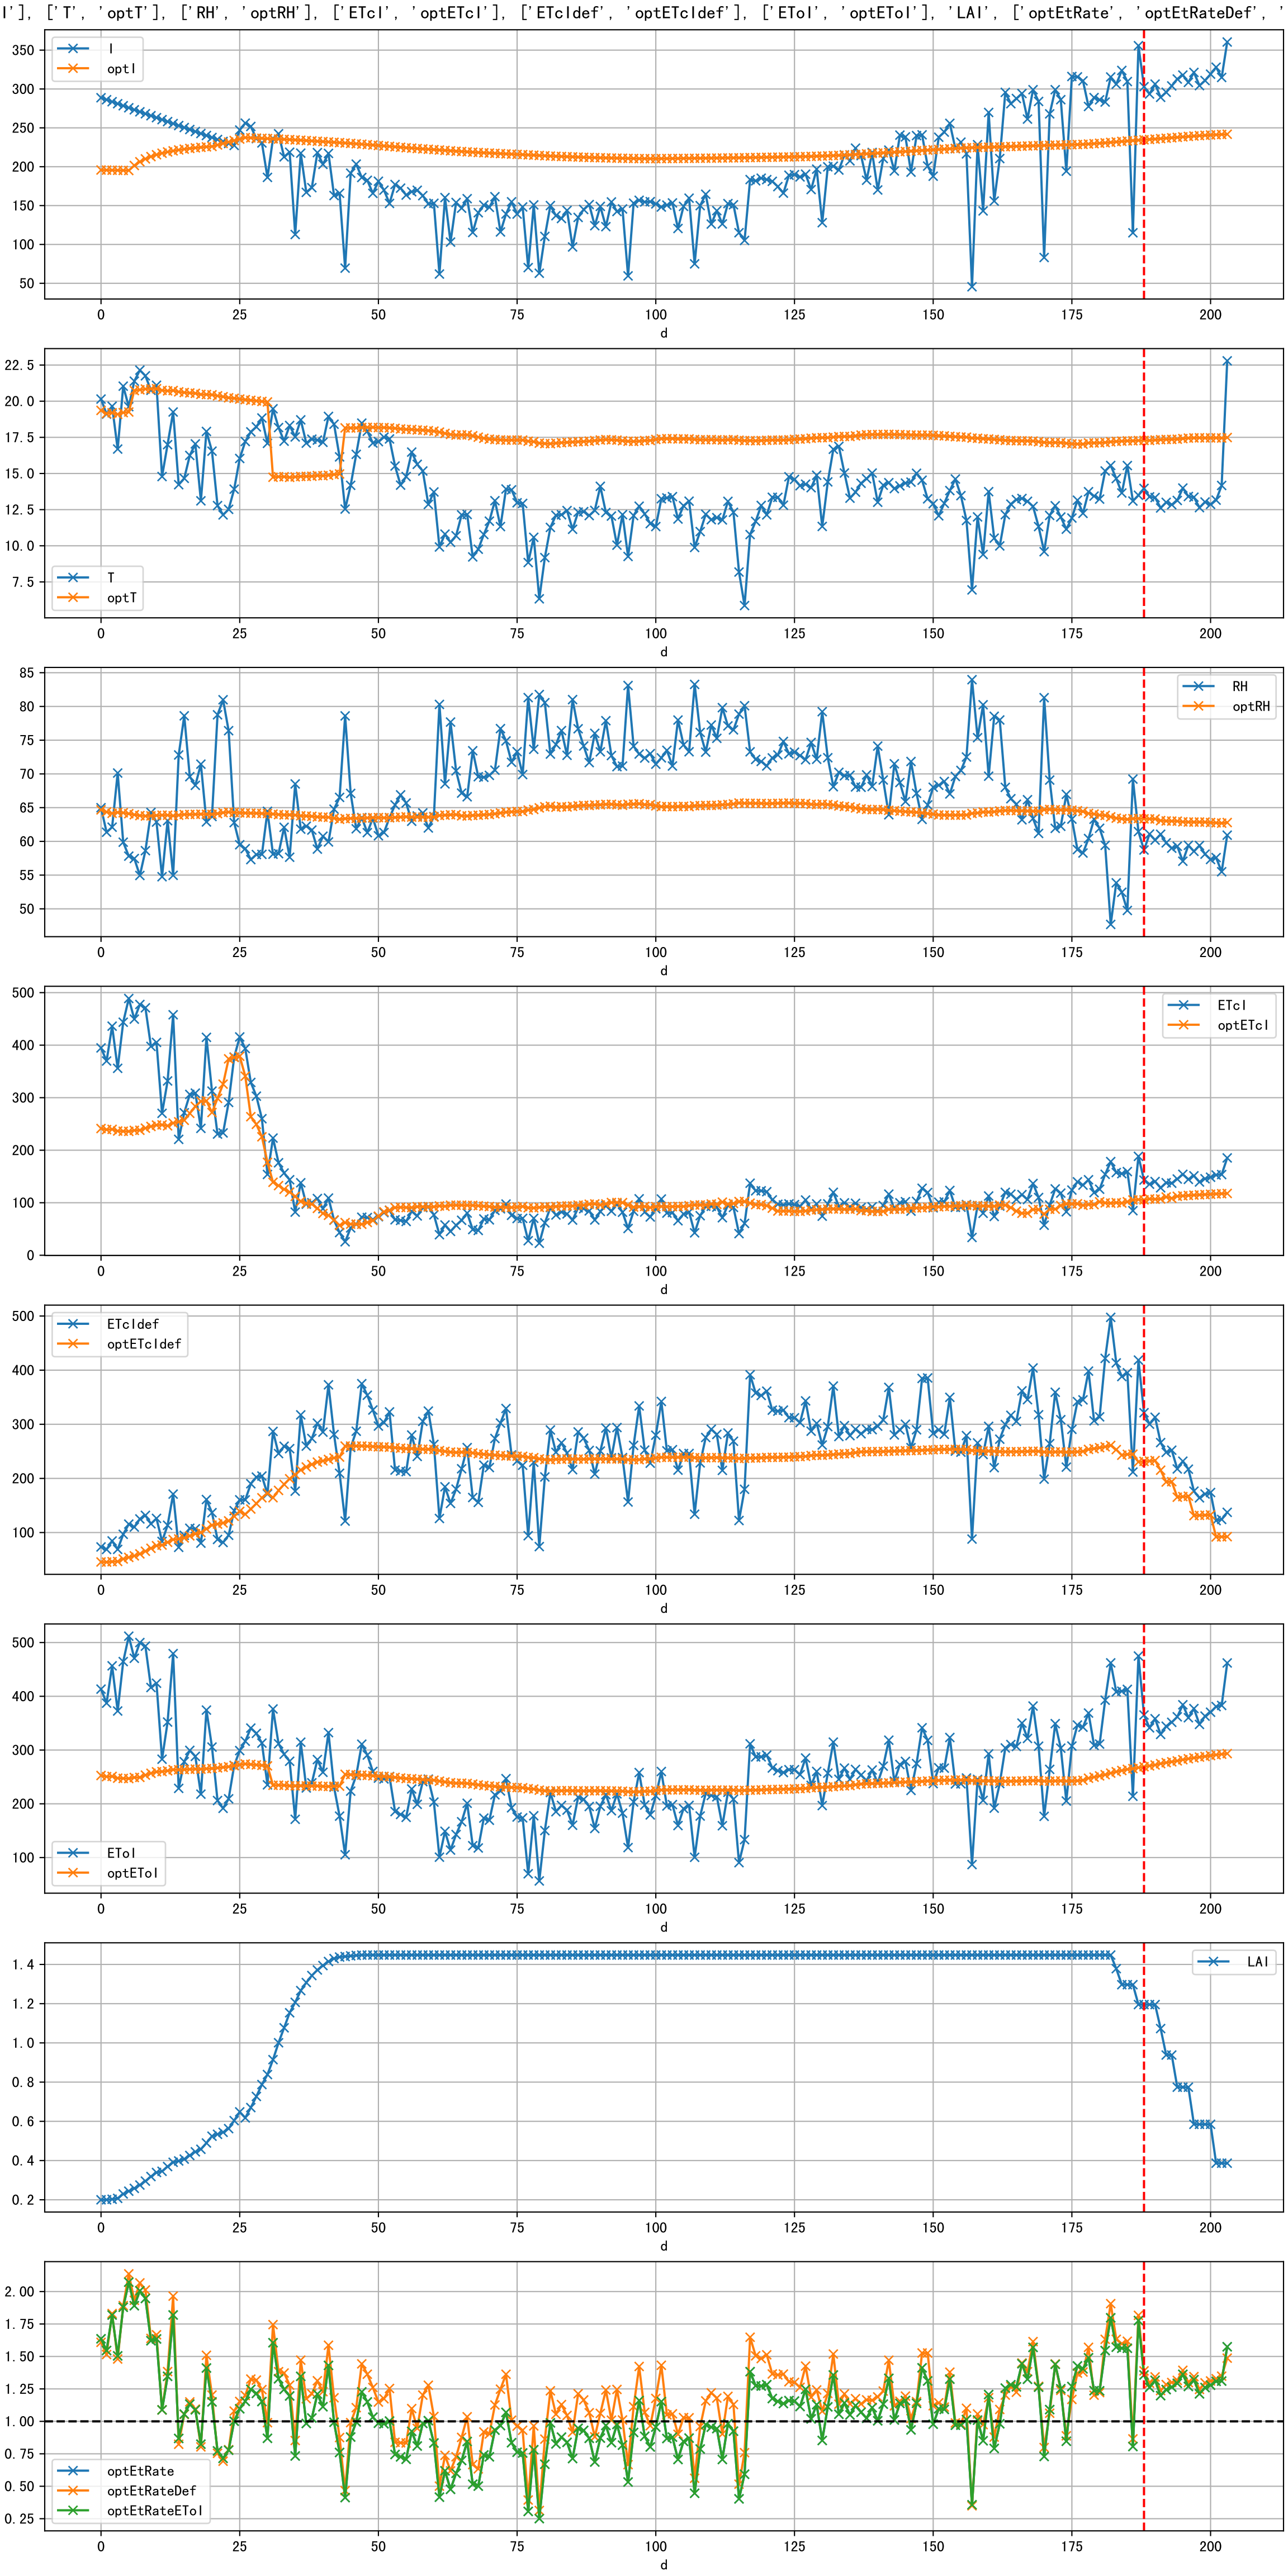 I'], ['T', 'optT'], ['RH', 'optRH'], ['ETcI', 'optETcI'], ['ETcIdef', 'optETcIdef'], ['EToI', 'optEToI'], 'LAI', ['optEtRate', 'optEtRateDef', '
350
300
250
200
150
100
50
I
optI
0 25 50 75 100 125 150 175 200
d
22.5
20.0
17.5
15.0
12.5
10.0
7.5
T
optT
0 25 50 75 100 125 150 175 200
d
85
80
75
70
65
60
55
50
RH
optRH
0 25 50 75 100 125 150 175 200
d
500
400
300
200
100
0
ETcI
optETcI
0 25 50 75 100 125 150 175 200
d
500
400
300
200
100
ETcIdef
optETcIdef
0 25 50 75 100 125 150 175 200
d
500
400
300
200
100
EToI
optEToI
0 25 50 75 100 125 150 175 200
d
1.4
1.2
1.0
0.8
0.6
0.4
0.2
LAI
0 25 50 75 100 125 150 175 200
d
2.00
1.75
1.50
1.25
1.00
0.75
0.50
0.25
optEtRate
optEtRateDef
optEtRateEToI
0 25 50 75 100 125 150 175 200
d